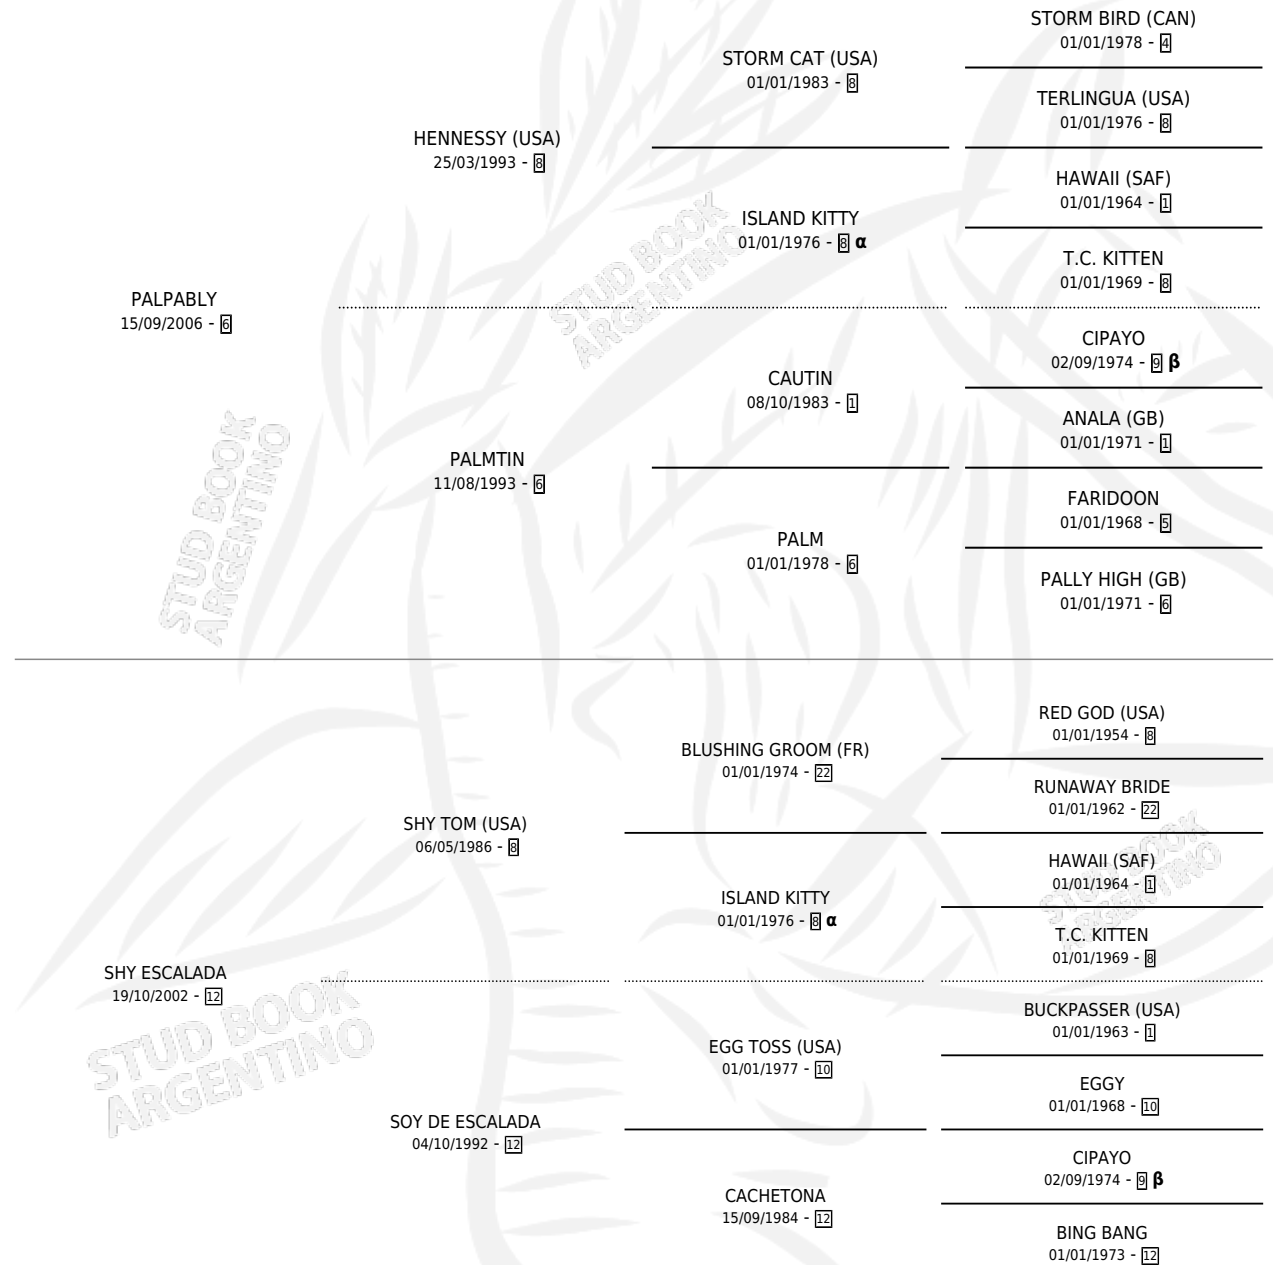 STORM BIRD (CAN)
01/01/1978 - 4
STORM CAT (USA)
01/01/1983 - 8
TERLINGUA (USA)
01/01/1976 - 8
HENNESSY (USA)
25/03/1993 - 8
HAWAII (SAF)
01/01/1964 - 1
ISLAND KITTY
01/01/1976 - 8 α
T.C. KITTEN
01/01/1969 - 8
PALPABLY
15/09/2006 - 6
CIPAYO
02/09/1974 - 9 β
CAUTIN
08/10/1983 - 1
ANALA (GB)
01/01/1971 - 1
PALMTIN
11/08/1993 - 6
FARIDOON
01/01/1968 - 5
PALM
01/01/1978 - 6
PALLY HIGH (GB)
01/01/1971 - 6
RED GOD (USA)
01/01/1954 - 8
BLUSHING GROOM (FR)
01/01/1974 - 22
RUNAWAY BRIDE
01/01/1962 - 22
SHY TOM (USA)
06/05/1986 - 8
HAWAII (SAF)
01/01/1964 - 1
ISLAND KITTY
01/01/1976 - 8 α
T.C. KITTEN
01/01/1969 - 8
SHY ESCALADA
19/10/2002 - 12
BUCKPASSER (USA)
01/01/1963 - 1
EGG TOSS (USA)
01/01/1977 - 10
EGGY
01/01/1968 - 10
SOY DE ESCALADA
04/10/1992 - 12
CIPAYO
02/09/1974 - 9 β
CACHETONA
15/09/1984 - 12
BING BANG
01/01/1973 - 12
STUD BOOK
ARGENTINO
STUD BOOK
ARGENTINO
STUD BOOK
ARGENTINO
STUD BOOK
ARGENTINO